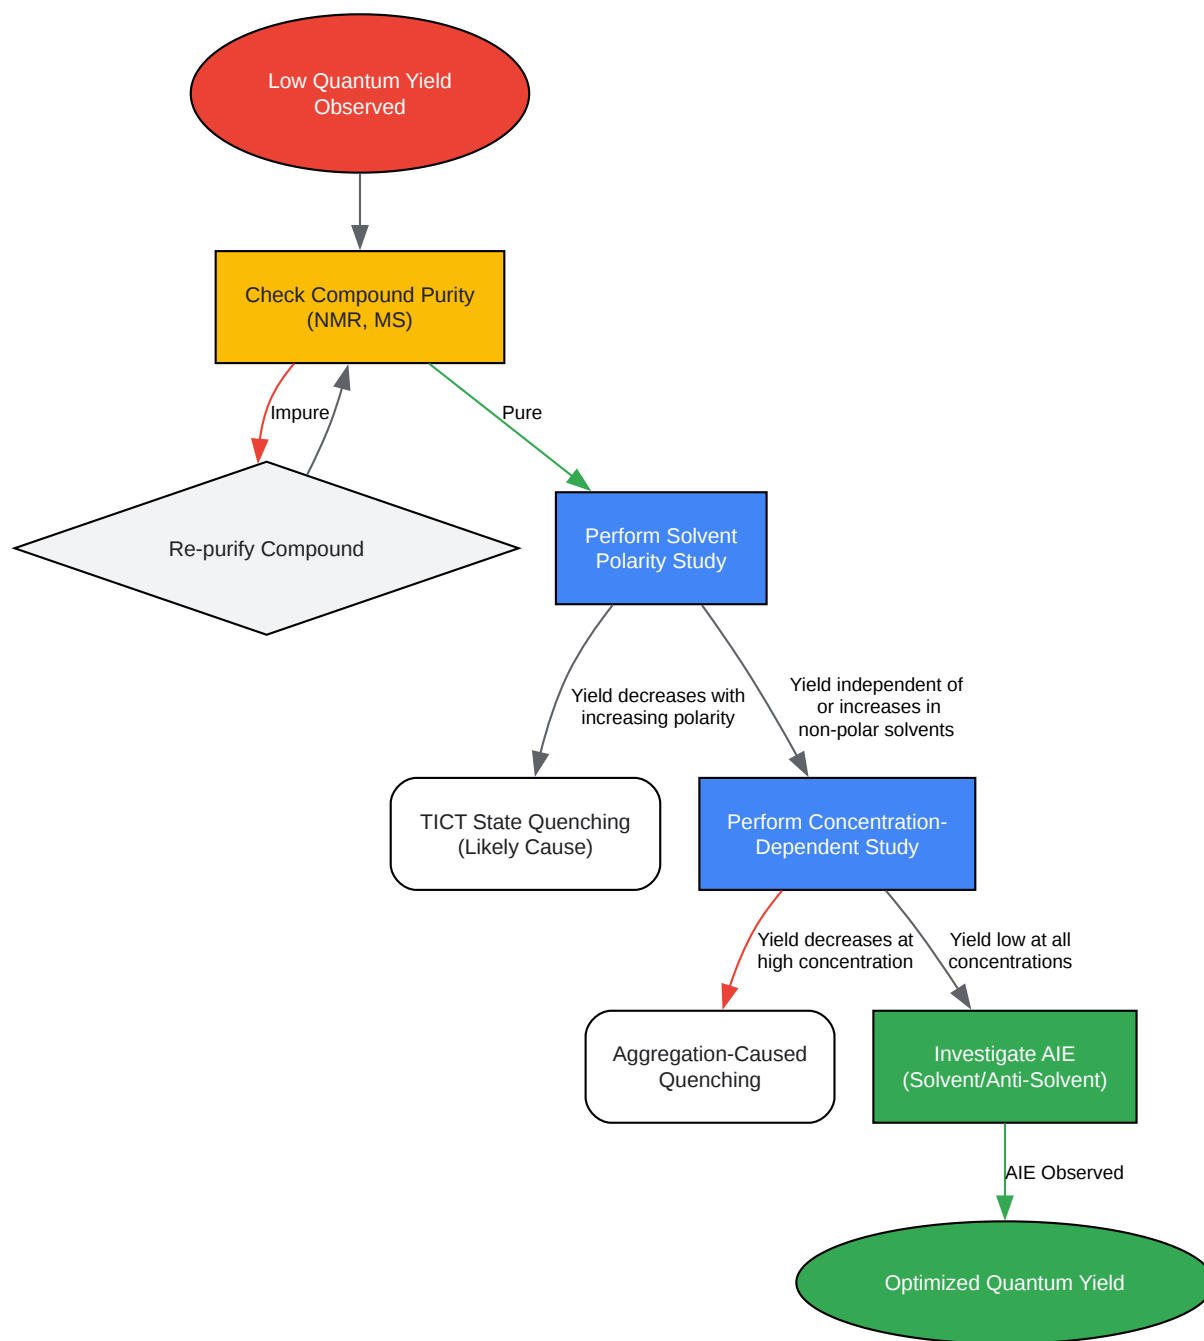 Low Quantum Yield
Observed
Check Compound Purity
(NMR, MS)
Impure
Pure
Re-purify Compound
Perform Solvent
Polarity Study
Yield decreases with
increasing polarity
Yield independent of
or increases in
non-polar solvents
TICT State Quenching
(Likely Cause)
Perform Concentration-
Dependent Study
Yield decreases at
high concentration
Yield low at all
concentrations
Aggregation-Caused
Quenching
Investigate AIE
(Solvent/Anti-Solvent)
AIE Observed
Optimized Quantum Yield